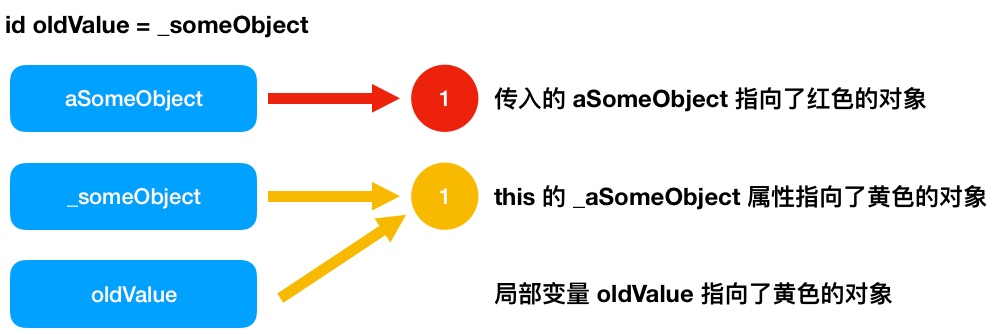 id oldValue = _someObject
aSomeObject 1 传入的 aSomeObject 指向了红色的对象
_someObject 1 this 的 _aSomeObject 属性指向了黄色的对象
oldValue 局部变量 oldValue 指向了黄色的对象